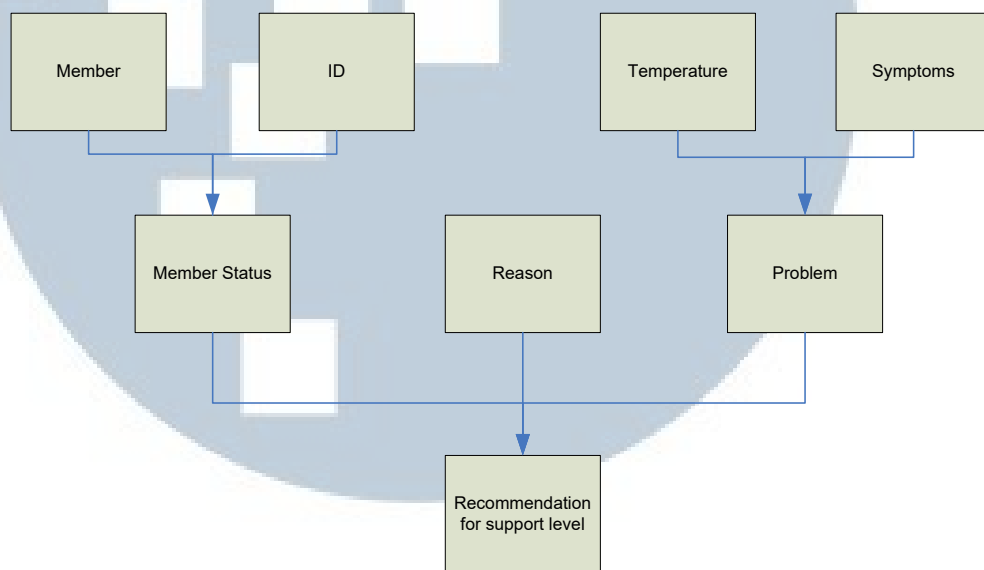 Member
ID
Temperature
Symptoms
Member Status
Reason
Problem
Recommendation
for support level